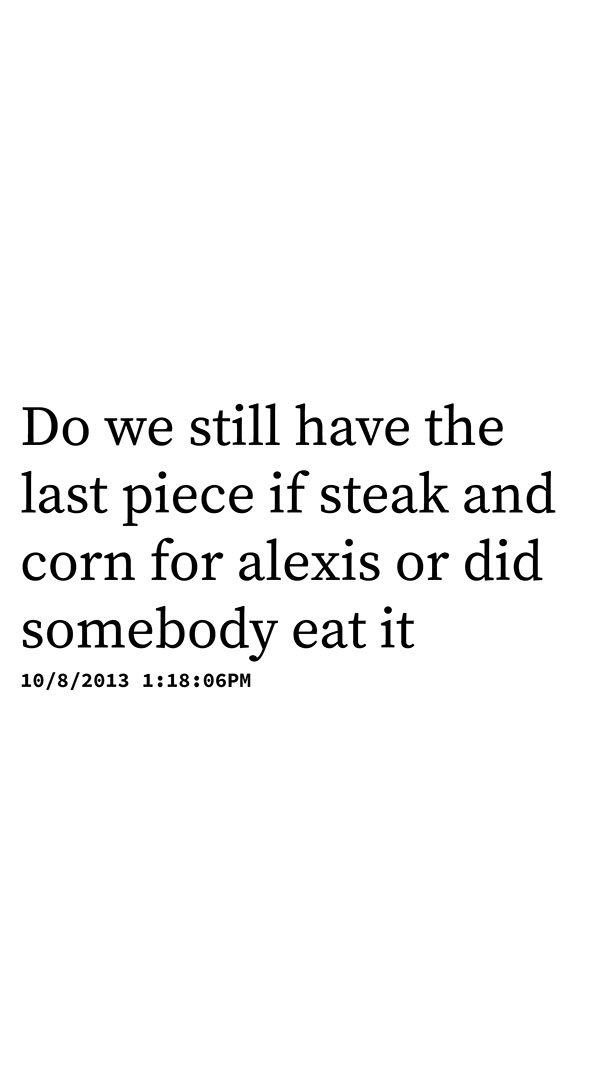 Do we still have the
last piece if steak and
corn for alexis or did
somebody eat it
10/8/2013 1:18:06PM